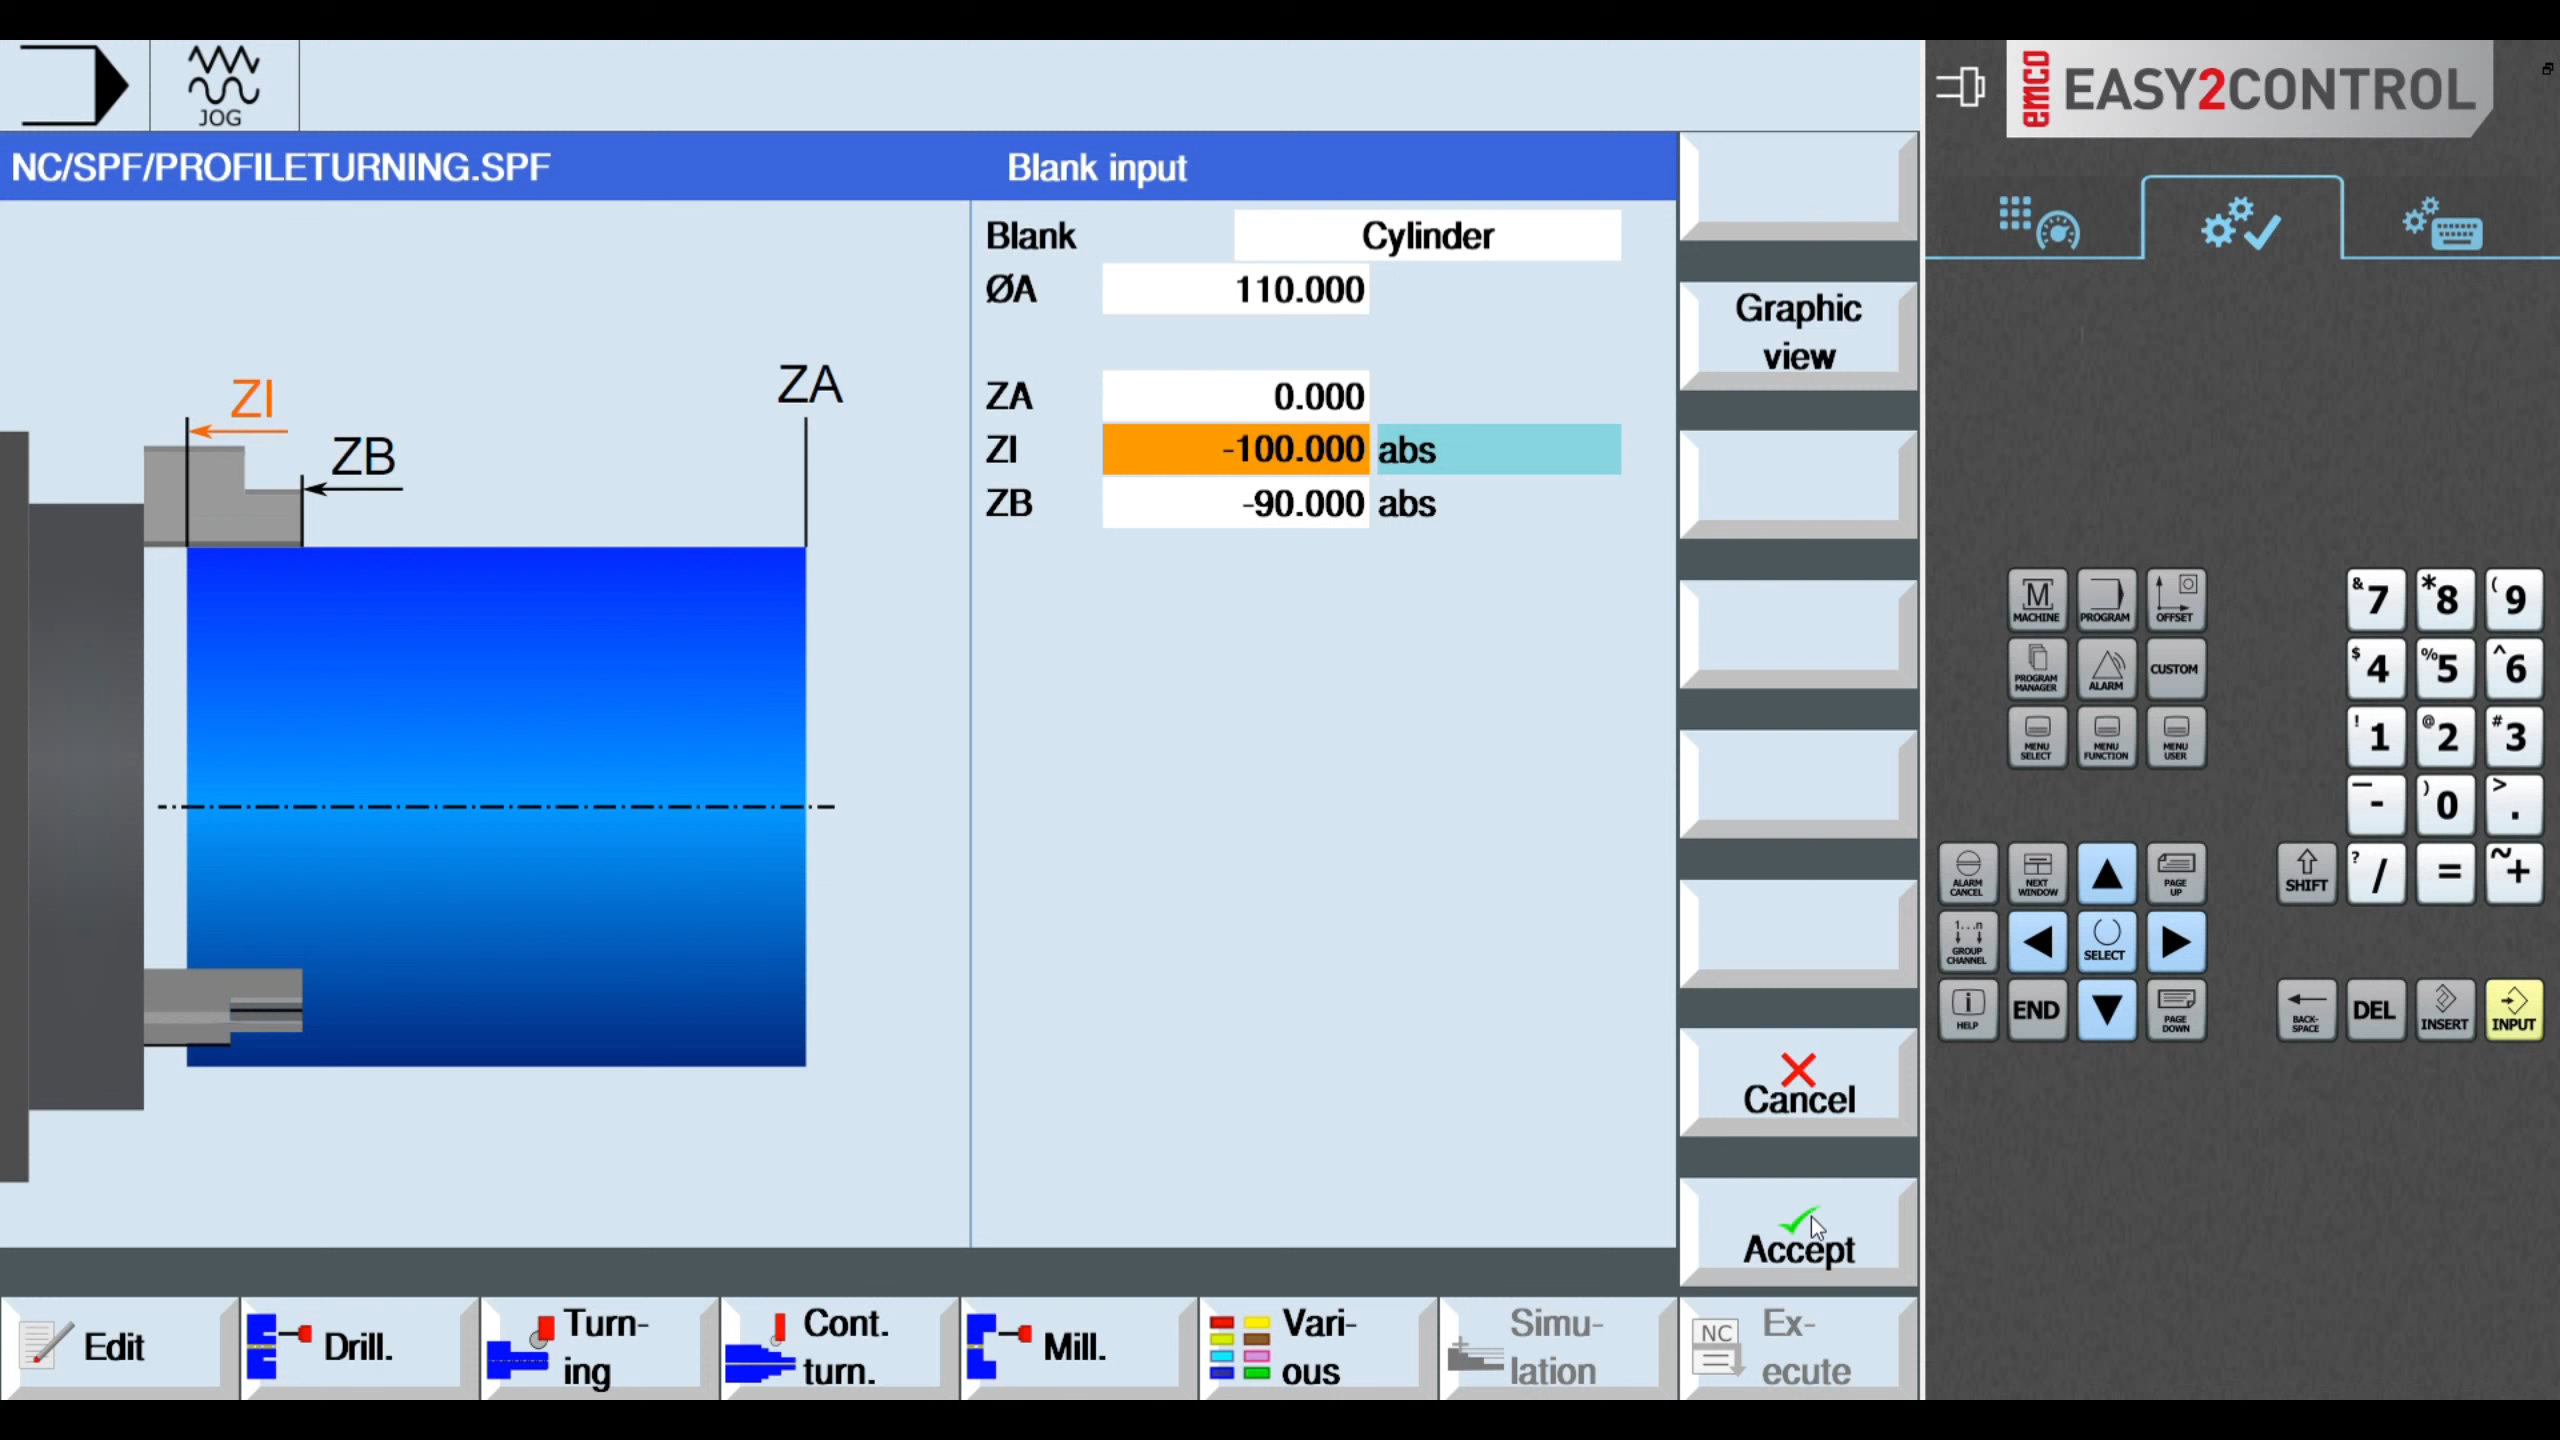 JOG
emco EASY2CONTROL
NC/SPF/PROFILETURNING.SPF
Blank input
Blank Cylinder
ØA 110.000
ZA 0.000
ZI -100.000 abs
ZB -90.000 abs
ZI
ZB
ZA
Graphic
view
Cancel
Accept
Edit
Drill.
Turn-
ing
Cont.
turn.
Mill.
Vari-
ous
Simu-
lation
NC
Ex-
ecute
M
MACHINE
PROGRAM
OFFSET
PROGRAM
MANAGER
ALARM
CUSTOM
MENU
SELECT
MENU
FUNCTION
MENU
USER
& 7
* 8
( 9
$ 4
% 5
^ 6
! 1
@ 2
# 3
_ -
) 0
> .
ALARM
CANCEL
NEXT
WINDOW
▲
PAGE
UP
SHIFT
? /
=
~ +
1...n
GROUP
CHANNEL
◀
SELECT
▶
i
HELP
END
▼
PAGE
DOWN
BACK-
SPACE
DEL
INSERT
INPUT